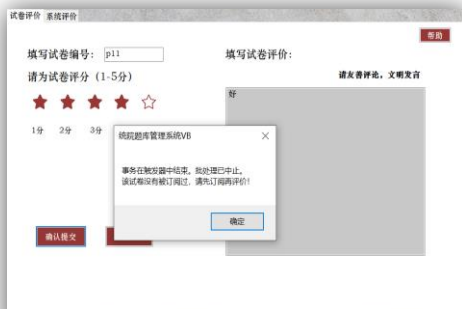 试卷评价 系统评价
帮助
填写试卷编号： p11
填写试卷评价：
请为试卷评分（1-5分）
请友善评论，文明发言
好
1分 2分 3分
统院题库管理系统VB
事务在触发器中结束。批处理已中止。
该试卷没有被订阅过，请先订阅再评价!
确定
确认提交